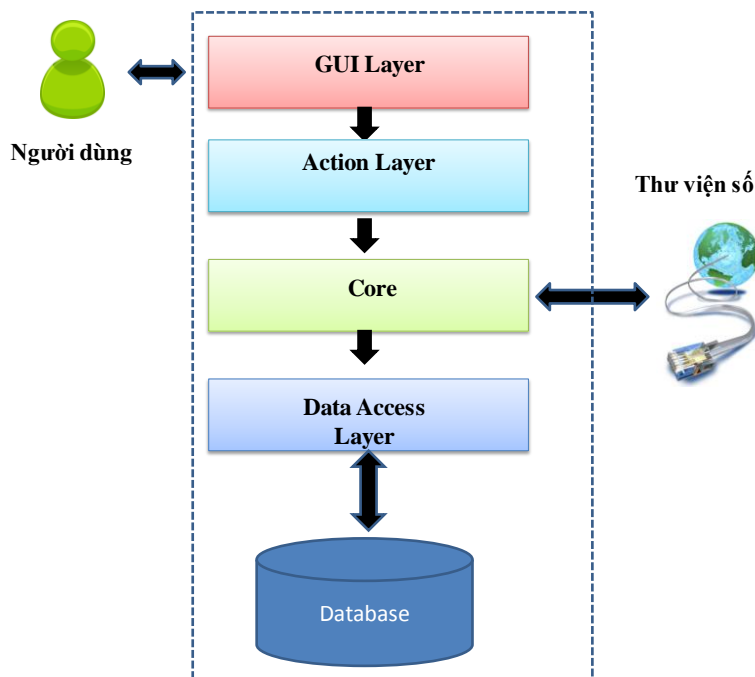 GUI Layer
Người dùng
Action Layer
Thư viện số
Core
Data Access
Layer
Database